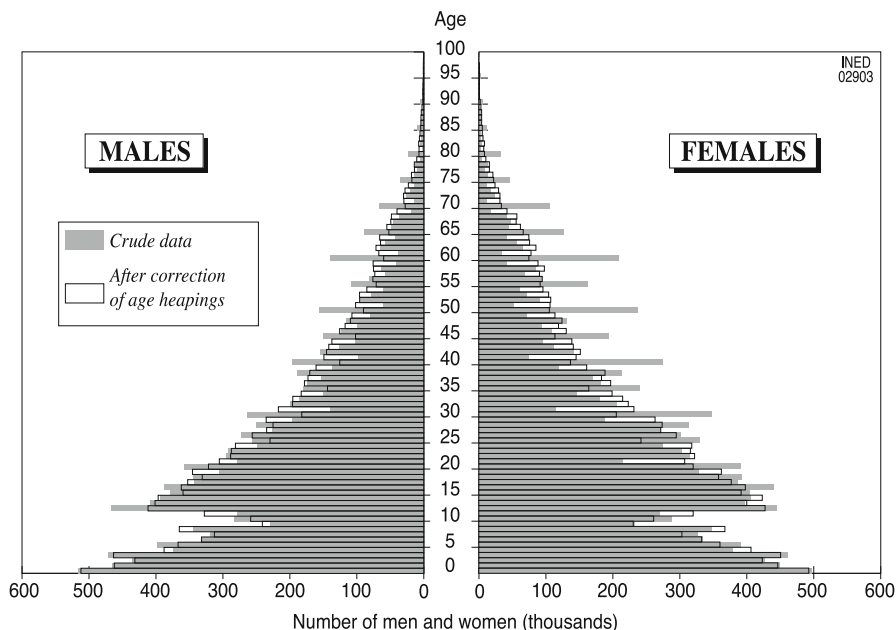 Age
INED
02903
MALES
FEMALES
Crude data
After correction
of age heapings
100
95
90
85
80
75
70
65
60
55
50
45
40
35
30
25
20
15
10
5
0
600 500 400 300 200 100 0 0 100 200 300 400 500 600
Number of men and women (thousands)